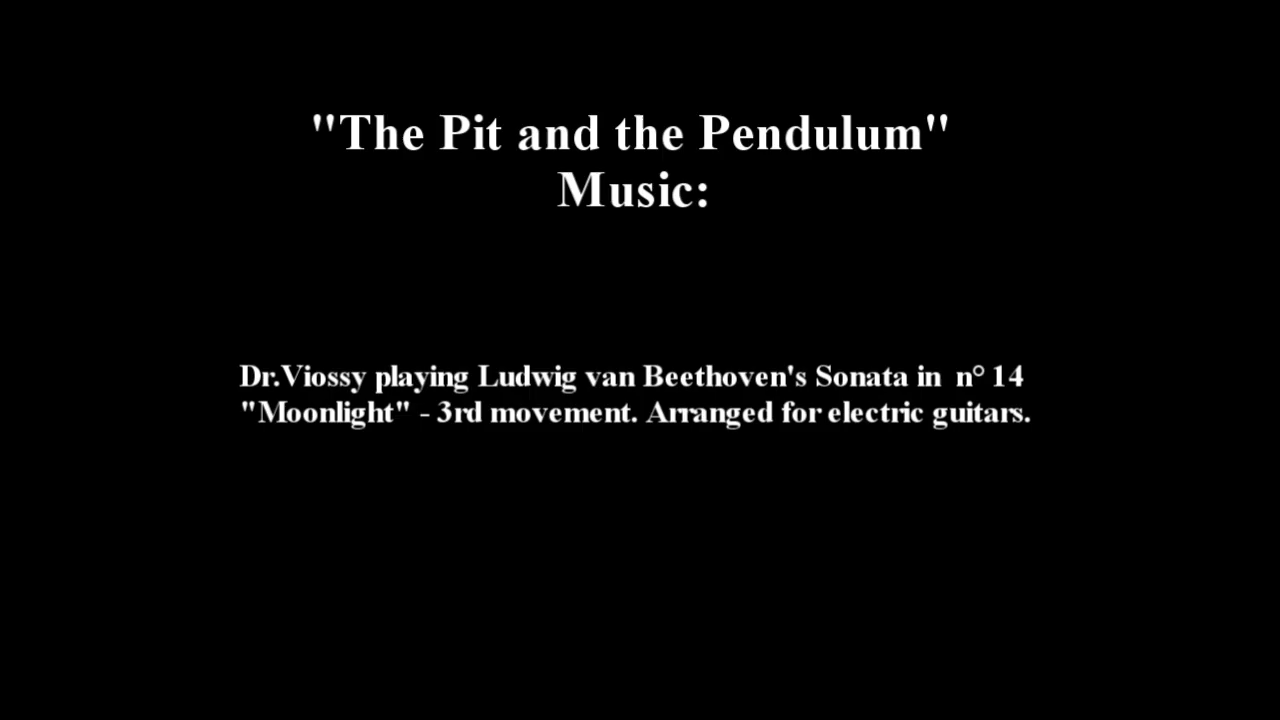 "The Pit and the Pendulum"
Music:
Dr.Viossy playing Ludwig van Beethoven's Sonata in  n° 14
"Moonlight" - 3rd movement. Arranged for electric guitars.